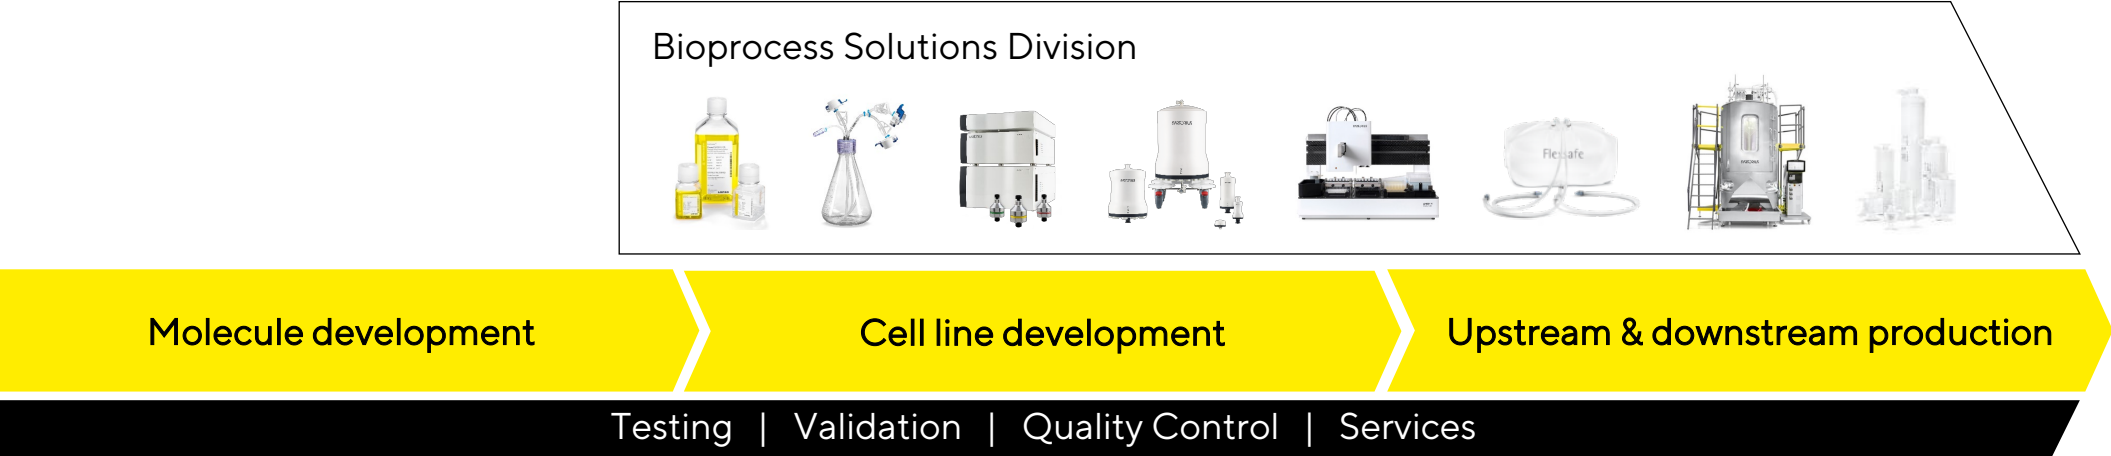 Bioprocess Solutions Division
Flexsafe
Molecule development
Cell line development
Upstream & downstream production
Testing | Validation | Quality Control | Services